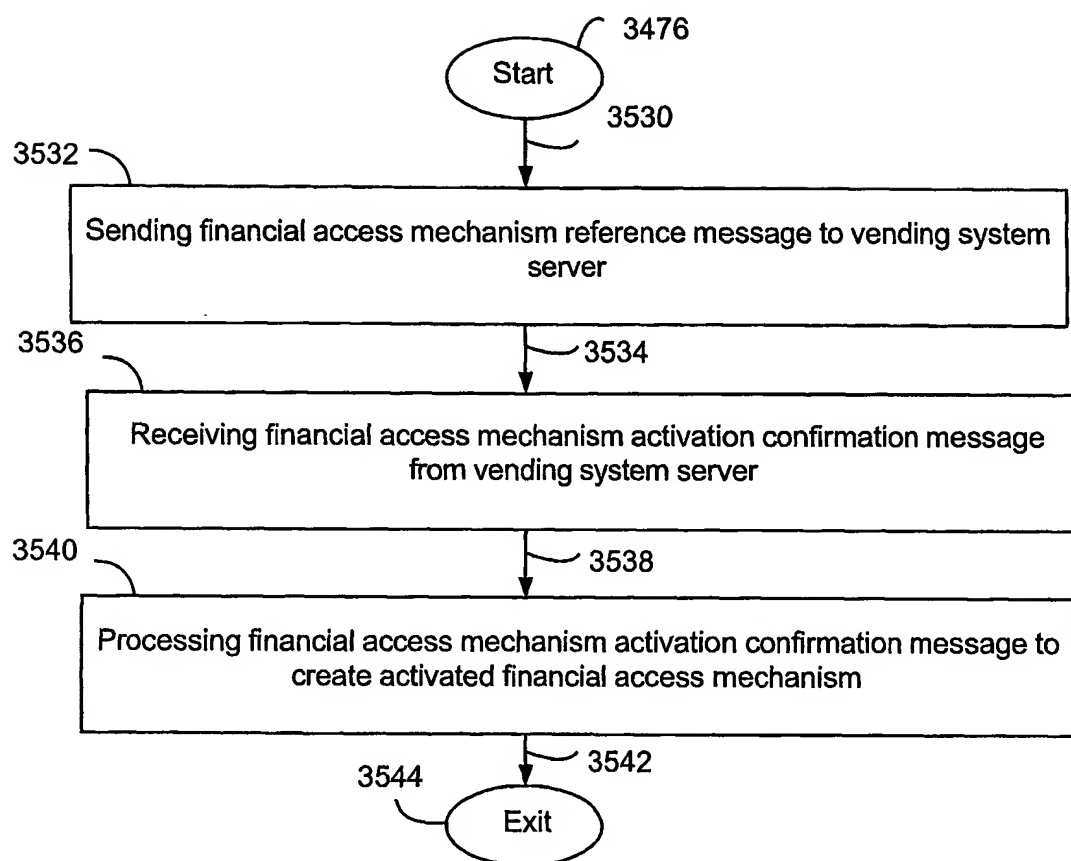 3476
Start
3530
3532
Sending financial access mechanism reference message to vending system
server
3534
3536
Receiving financial access mechanism activation confirmation message
from vending system server
3538
3540
Processing financial access mechanism activation confirmation message to
create activated financial access mechanism
3542
3544
Exit